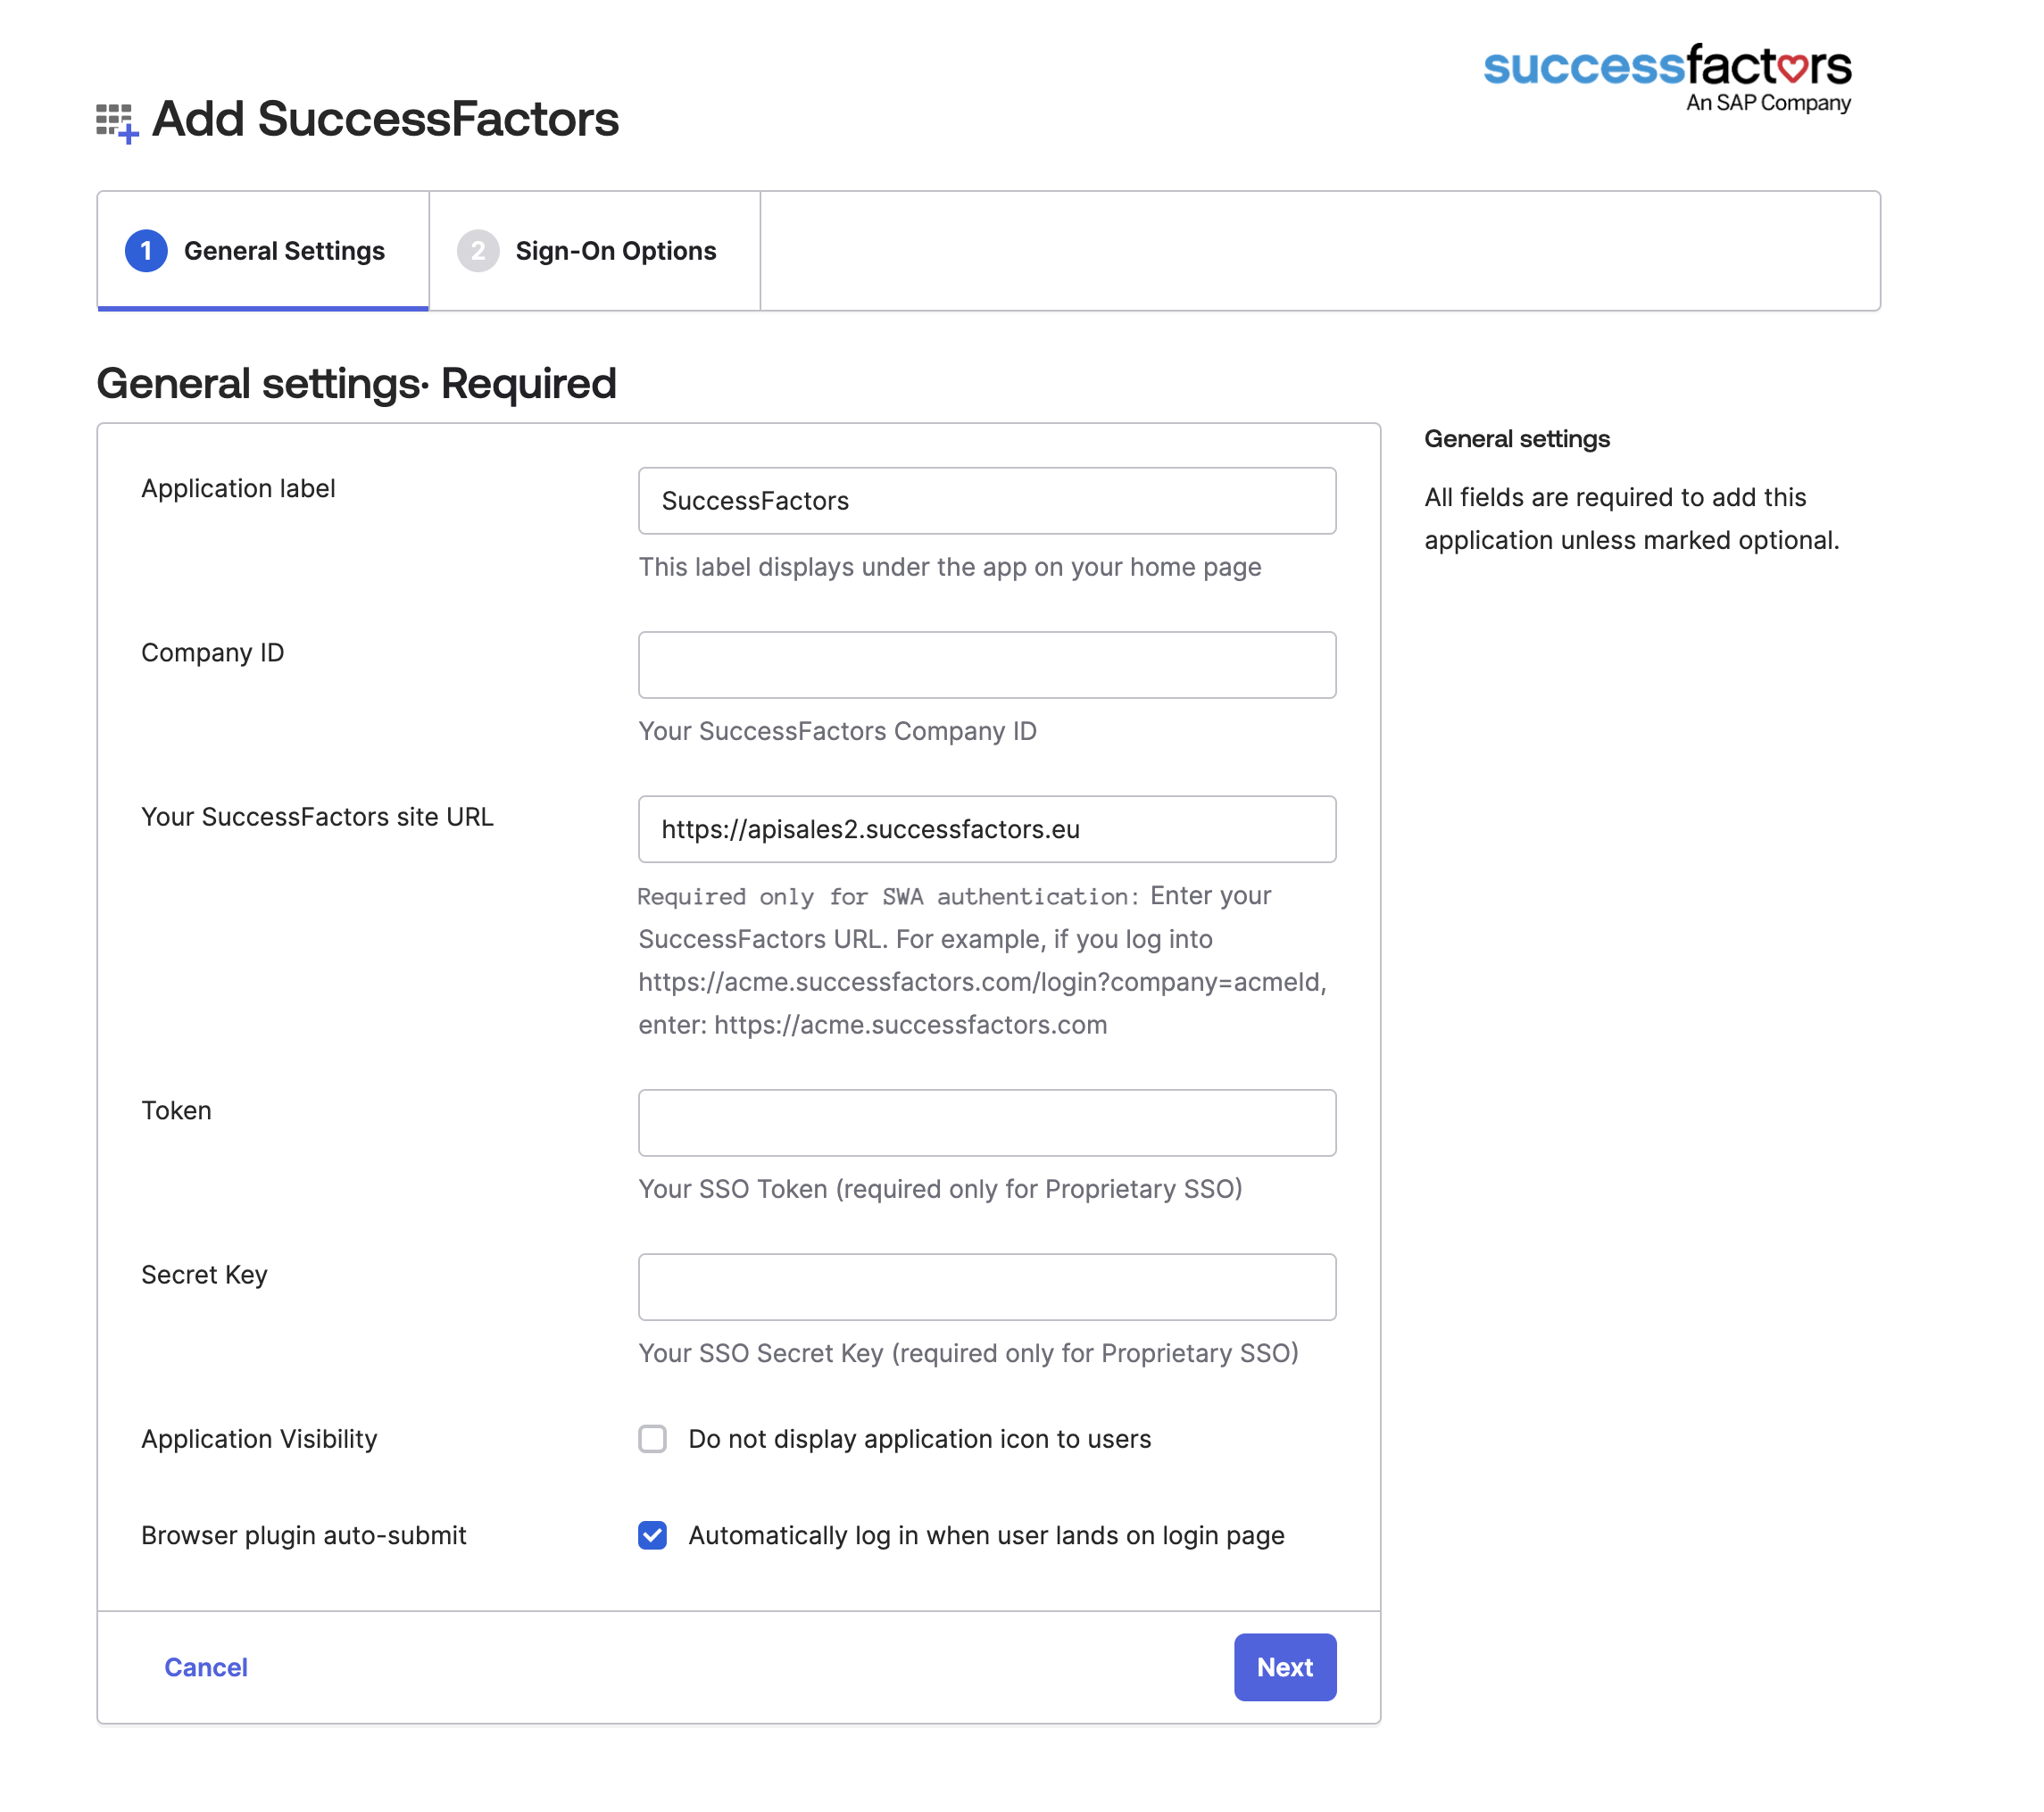 successfactors
An SAP Company
Add SuccessFactors
1 General Settings
2 Sign-On Options
General settings· Required
Application label
SuccessFactors
This label displays under the app on your home page
Company ID
Your SuccessFactors Company ID
Your SuccessFactors site URL
https://apisales2.successfactors.eu
Required only for SWA authentication: Enter your
SuccessFactors URL. For example, if you log into
https://acme.successfactors.com/login?company=acmeId,
enter: https://acme.successfactors.com
Token
Your SSO Token (required only for Proprietary SSO)
Secret Key
Your SSO Secret Key (required only for Proprietary SSO)
Application Visibility
Do not display application icon to users
Browser plugin auto-submit
Automatically log in when user lands on login page
Cancel
Next
General settings
All fields are required to add this
application unless marked optional.